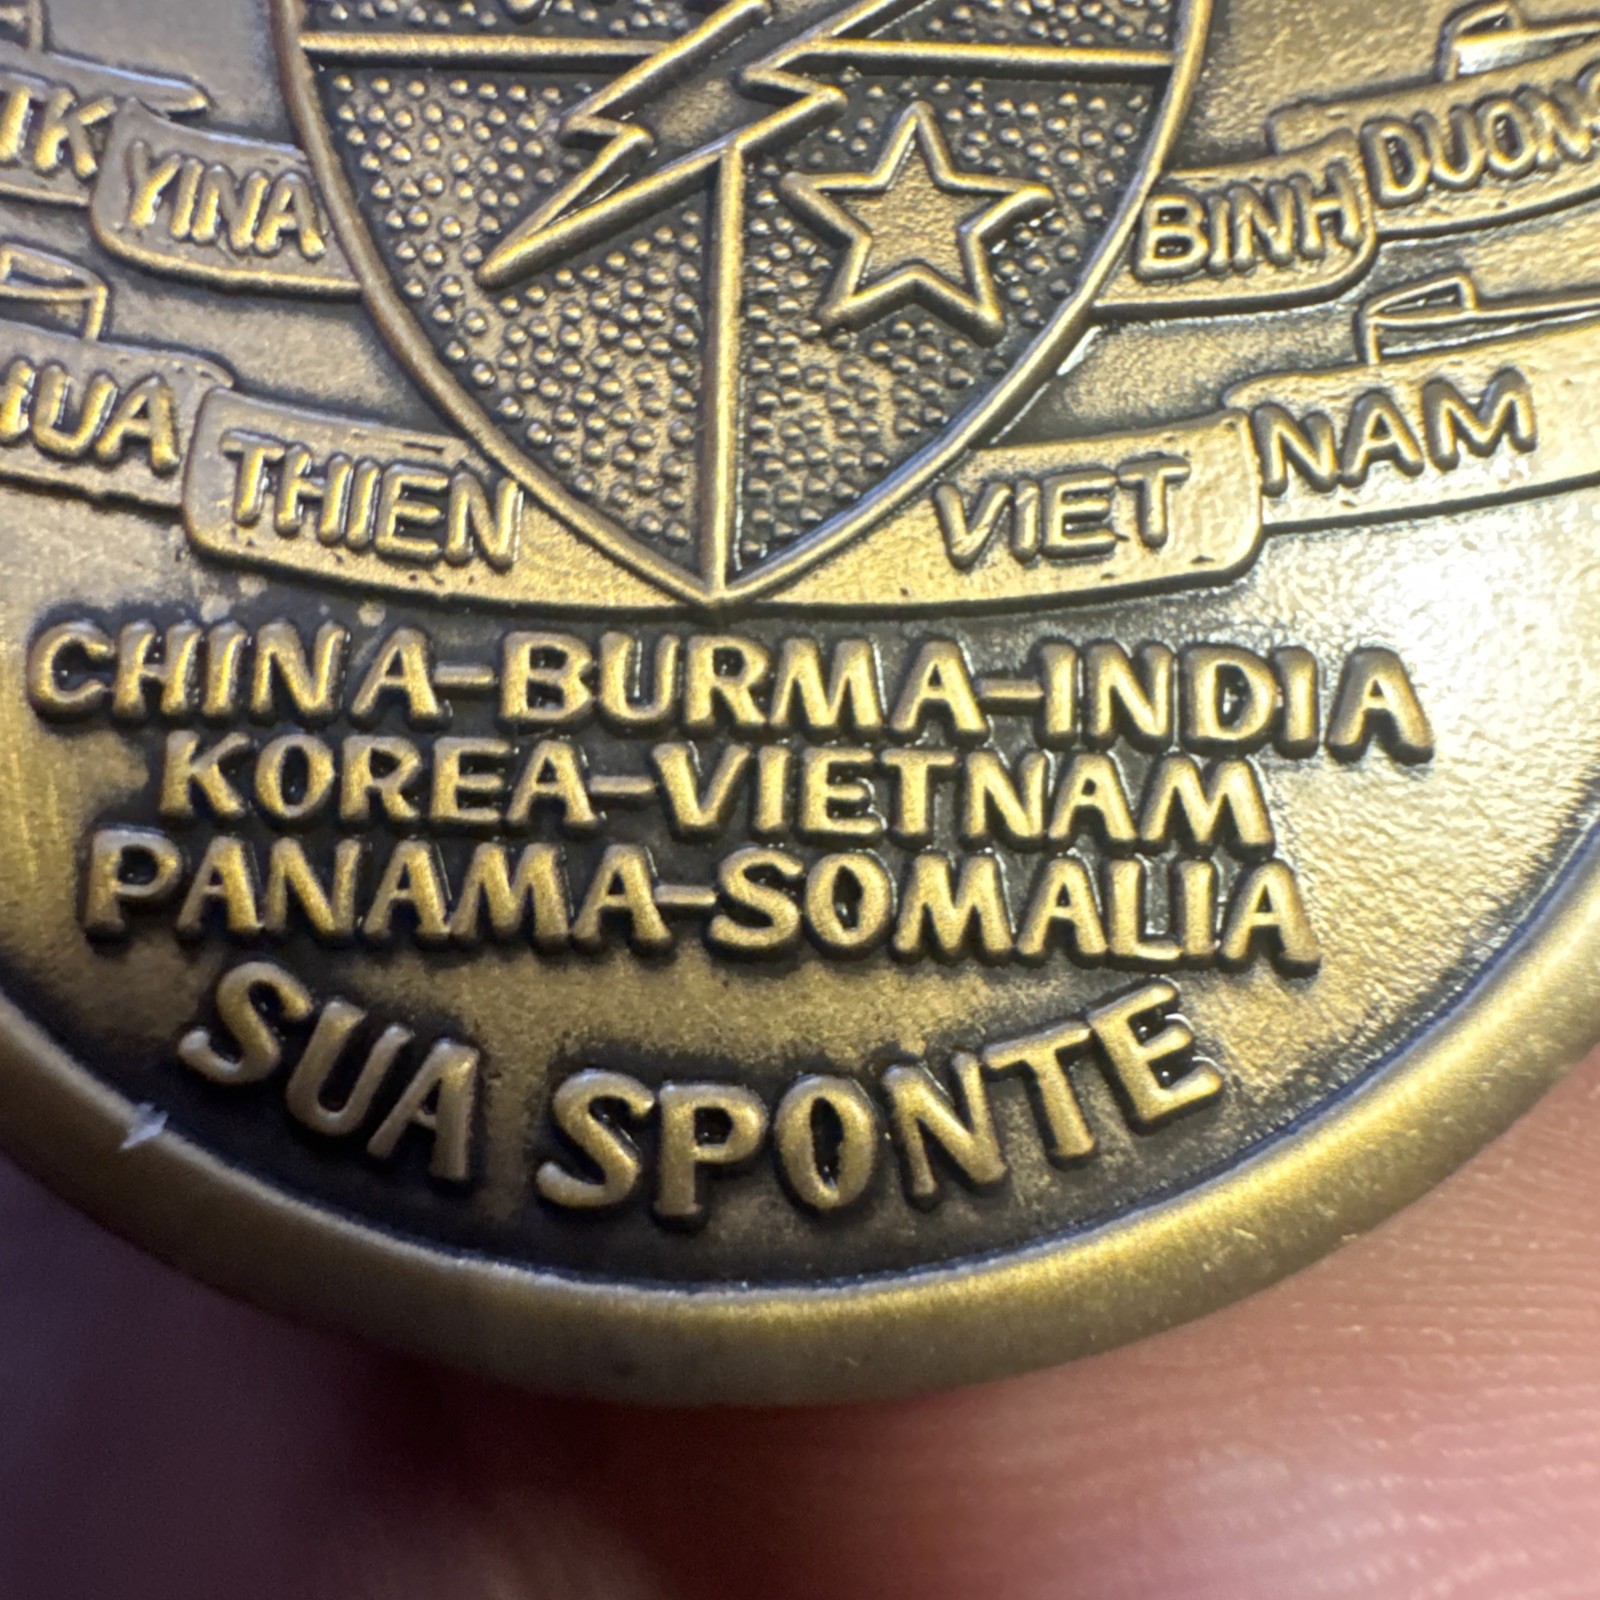 YINA
BINH DUONG
THIEN
VIET NAM
CHINA-BURMA-INDIA
KOREA-VIETNAM
PANAMA-SOMALIA
SUA SPONTE